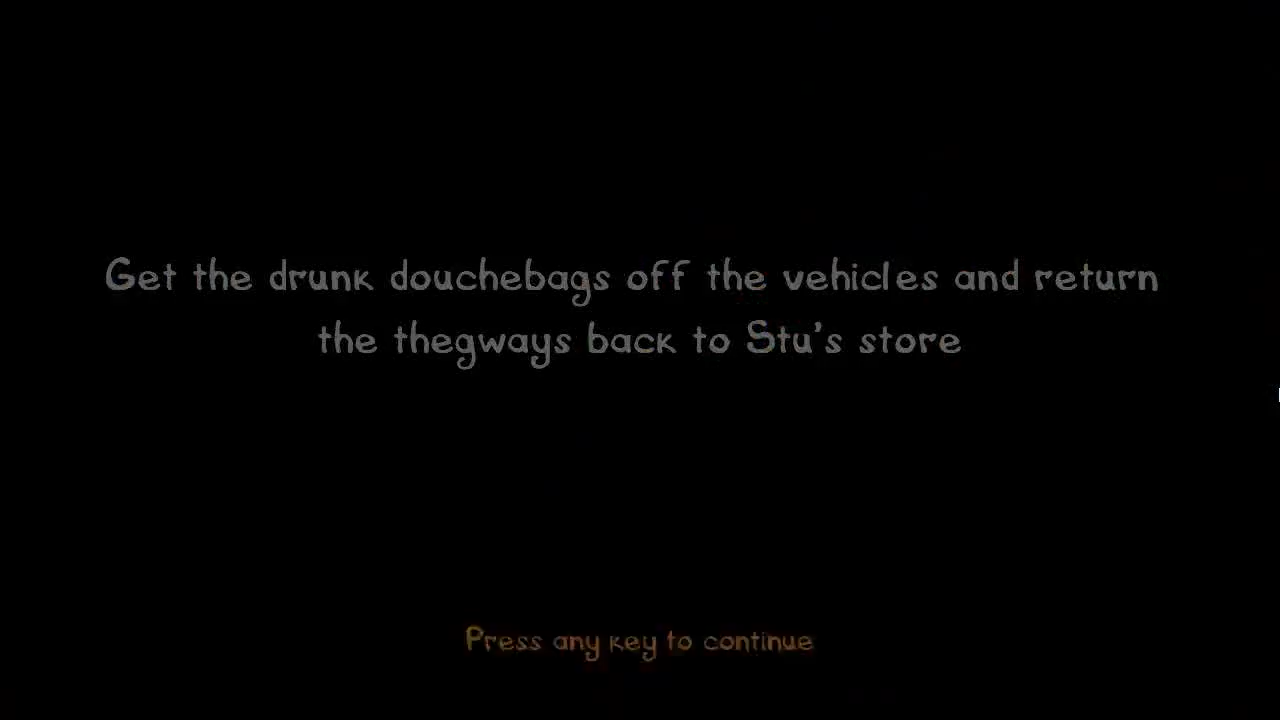 Get the drunk douchebags off the vehicles and return
the thegways back to Stu's store
Press any key to continue